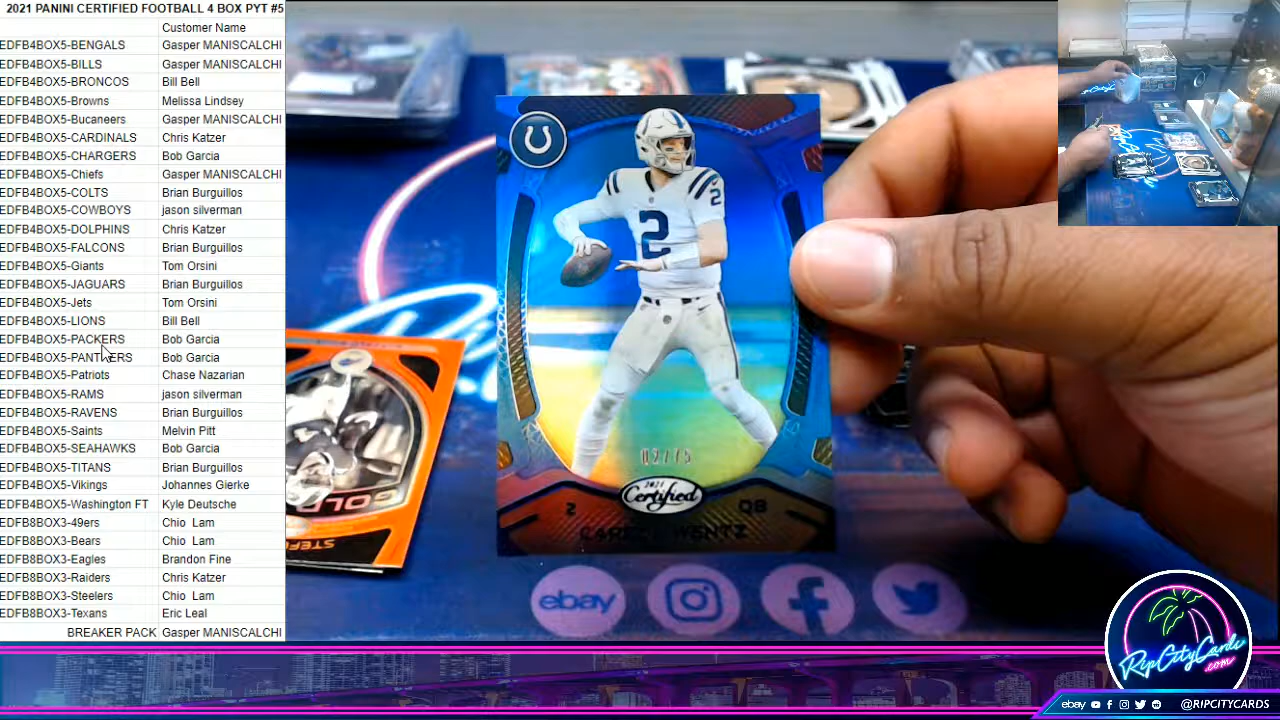 2021 PANINI CERTIFIED FOOTBALL 4 BOX PYT #5
Customer Name
EDFB4BOX5-BENGALS Gasper MANISCALCHI
EDFB4BOX5-BILLS Gasper MANISCALCHI
EDFB4BOX5-BRONCOS Bill Bell
EDFB4BOX5-Browns Melissa Lindsey
EDFB4BOX5-Bucaneers Gasper MANISCALCHI
EDFB4BOX5-CARDINALS Chris Katzer
EDFB4BOX5-CHARGERS Bob Garcia
EDFB4BOX5-Chiefs Gasper MANISCALCHI
EDFB4BOX5-COLTS Brian Burguillos
EDFB4BOX5-COWBOYS jason silverman
EDFB4BOX5-DOLPHINS Chris Katzer
EDFB4BOX5-FALCONS Brian Burguillos
EDFB4BOX5-Giants Tom Orsini
EDFB4BOX5-JAGUARS Brian Burguillos
EDFB4BOX5-Jets Tom Orsini
EDFB4BOX5-LIONS Bill Bell
EDFB4BOX5-PACKERS Bob Garcia
EDFB4BOX5-PANTHERS Bob Garcia
EDFB4BOX5-Patriots Chase Nazarian
EDFB4BOX5-RAMS jason silverman
EDFB4BOX5-RAVENS Brian Burguillos
EDFB4BOX5-Saints Melvin Pitt
EDFB4BOX5-SEAHAWKS Bob Garcia
EDFB4BOX5-TITANS Brian Burguillos
EDFB4BOX5-Vikings Johannes Gierke
EDFB4BOX5-Washington FT Kyle Deutsche
EDFB8BOX3-49ers Chio Lam
EDFB8BOX3-Bears Chio Lam
EDFB8BOX3-Eagles Brandon Fine
EDFB8BOX3-Raiders Chris Katzer
EDFB8BOX3-Steelers Chio Lam
EDFB8BOX3-Texans Eric Leal
BREAKER PACK Gasper MANISCALCHI
2
2
02/75
2021
Certified
2 QB
CARSON WENTZ
GOLD
STEF
ebay
RipCityCards
.com
ebay @RIPCITYCARDS